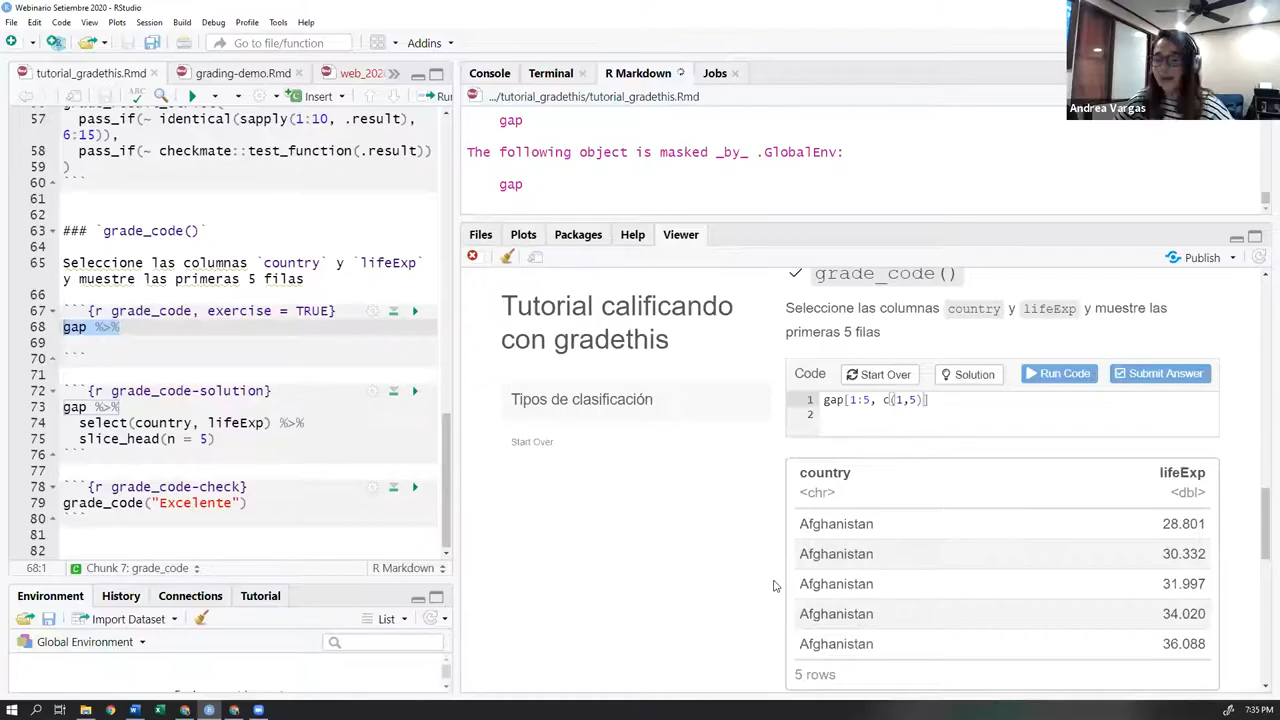 Webinario Setiembre 2020 - RStudio
File Edit Code View Plots Session Build Debug Profile Tools Help
Go to file/function Addins
tutorial_gradethis.Rmd grading-demo.Rmd web_202
Insert Run
57 pass_if(~ identical(sapply(1:10, .result),
6:15)),
58 pass_if(~ checkmate::test_function(.result))
59 )
60 ```
61
62
63 ### `grade_code()`
64
65 Seleccione las columnas `country` y `lifeExp`
y muestre las primeras 5 filas
66
67 ```{r grade_code, exercise = TRUE}
68 gap %>%
69
70 ```
71
72 ```{r grade_code-solution}
73 gap %>%
74 select(country, lifeExp) %>%
75 slice_head(n = 5)
76 ```
77
78 ```{r grade_code-check}
79 grade_code("Excelente")
80 ```
81
82
68:1 Chunk 7: grade_code R Markdown
Environment History Connections Tutorial
Import Dataset List
Global Environment
Console Terminal R Markdown Jobs
.../tutorial_gradethis/tutorial_gradethis.Rmd
gap
The following object is masked _by_ .GlobalEnv:
gap
Files Plots Packages Help Viewer
Publish
Tutorial calificando
con gradethis
Tipos de clasificación
Start Over
grade_code()
Seleccione las columnas country y lifeExp y muestre las
primeras 5 filas
Code Start Over Solution Run Code Submit Answer
1 gap[1:5, c(1,5)]
2
country lifeExp
<chr> <dbl>
Afghanistan 28.801
Afghanistan 30.332
Afghanistan 31.997
Afghanistan 34.020
Afghanistan 36.088
5 rows
Andrea Vargas
7:35 PM